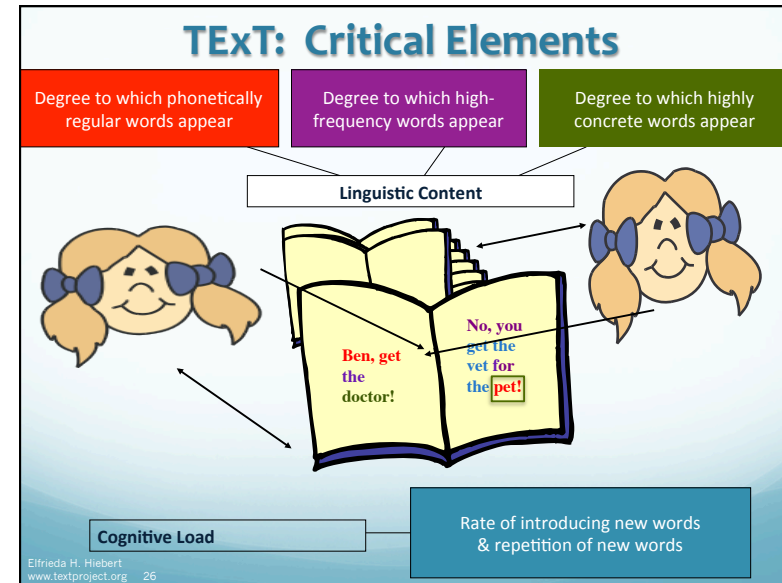 TExT: Critical Elements
Degree to which phonetically
regular words appear
Degree to which high-
frequency words appear
Degree to which highly
concrete words appear
Linguistic Content
Ben, get
the
doctor!
No, you
get the
vet for
the pet!
Cognitive Load
Rate of introducing new words
& repetition of new words
Elfrieda H. Hiebert
www.textproject.org 26